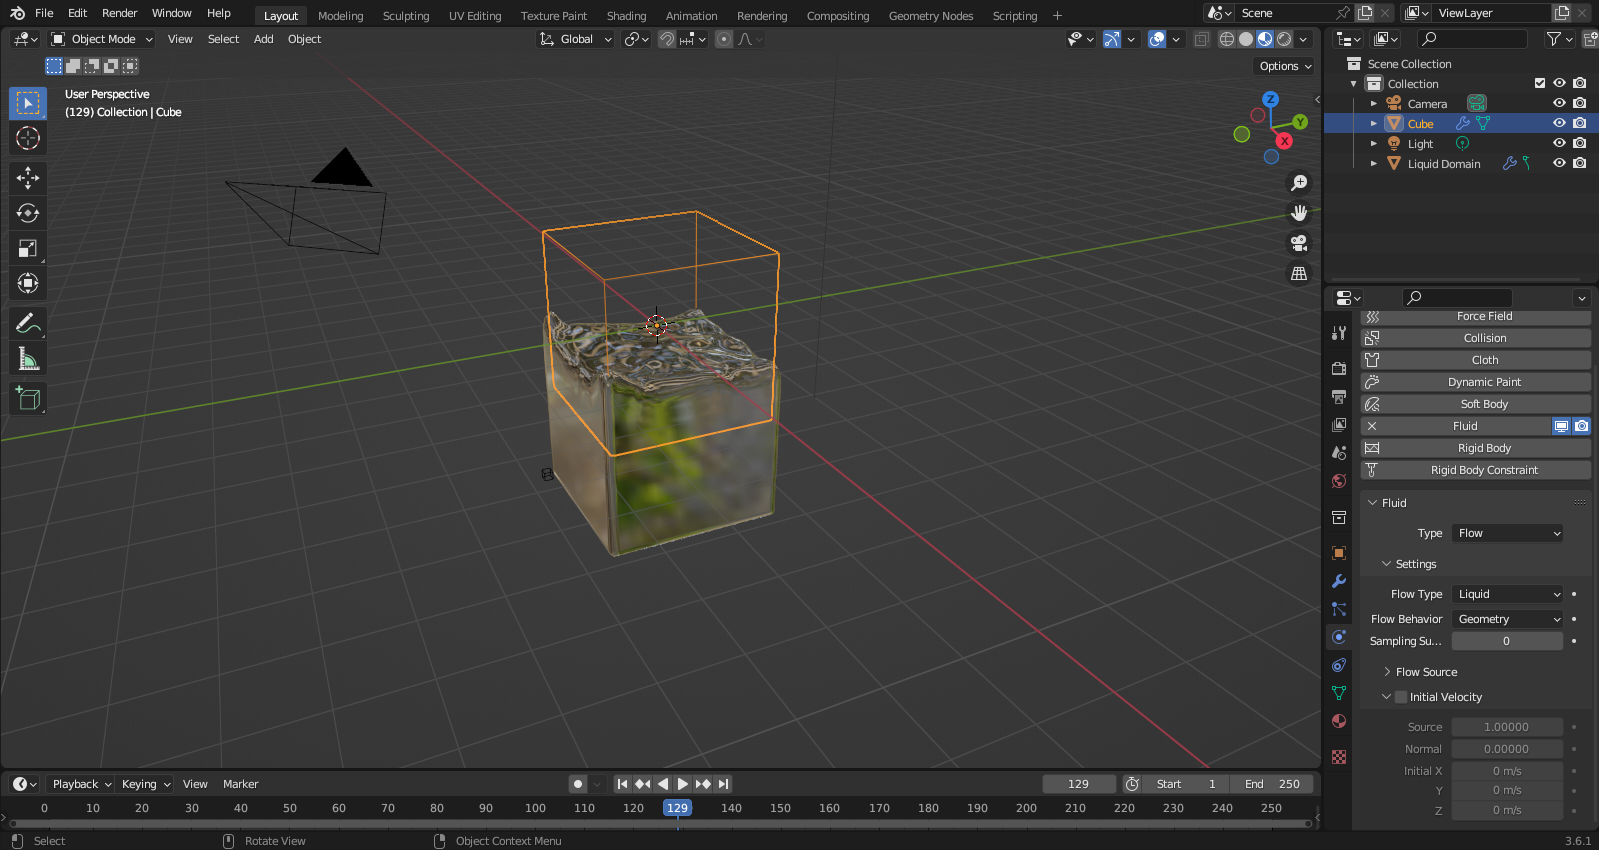 File Edit Render Window Help Layout Modeling Sculpting UV Editing Texture Paint Shading Animation Rendering Compositing Geometry Nodes Scripting + Scene ViewLayer
Object Mode View Select Add Object Global
Options
User Perspective
(129) Collection | Cube
Z
Y
X
Scene Collection
Collection
Camera
Cube
Light
Liquid Domain
Force Field
Collision
Cloth
Dynamic Paint
Soft Body
Fluid
Rigid Body
Rigid Body Constraint
Fluid
Type Flow
Settings
Flow Type Liquid
Flow Behavior Geometry
Sampling Su... 0
Flow Source
Initial Velocity
Source 1.00000
Normal 0.00000
Initial X 0 m/s
Y 0 m/s
Z 0 m/s
Playback Keying View Marker 129 Start 1 End 250
0 10 20 30 40 50 60 70 80 90 100 110 120 129 140 150 160 170 180 190 200 210 220 230 240 250
Select Rotate View Object Context Menu 3.6.1